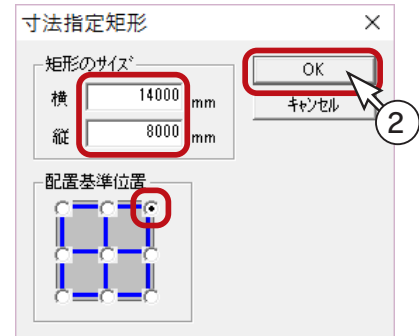 寸法指定矩形 ×
矩形のサイズ
横 14000 mm
縦 8000 mm
OK
キャンセル
2
配置基準位置